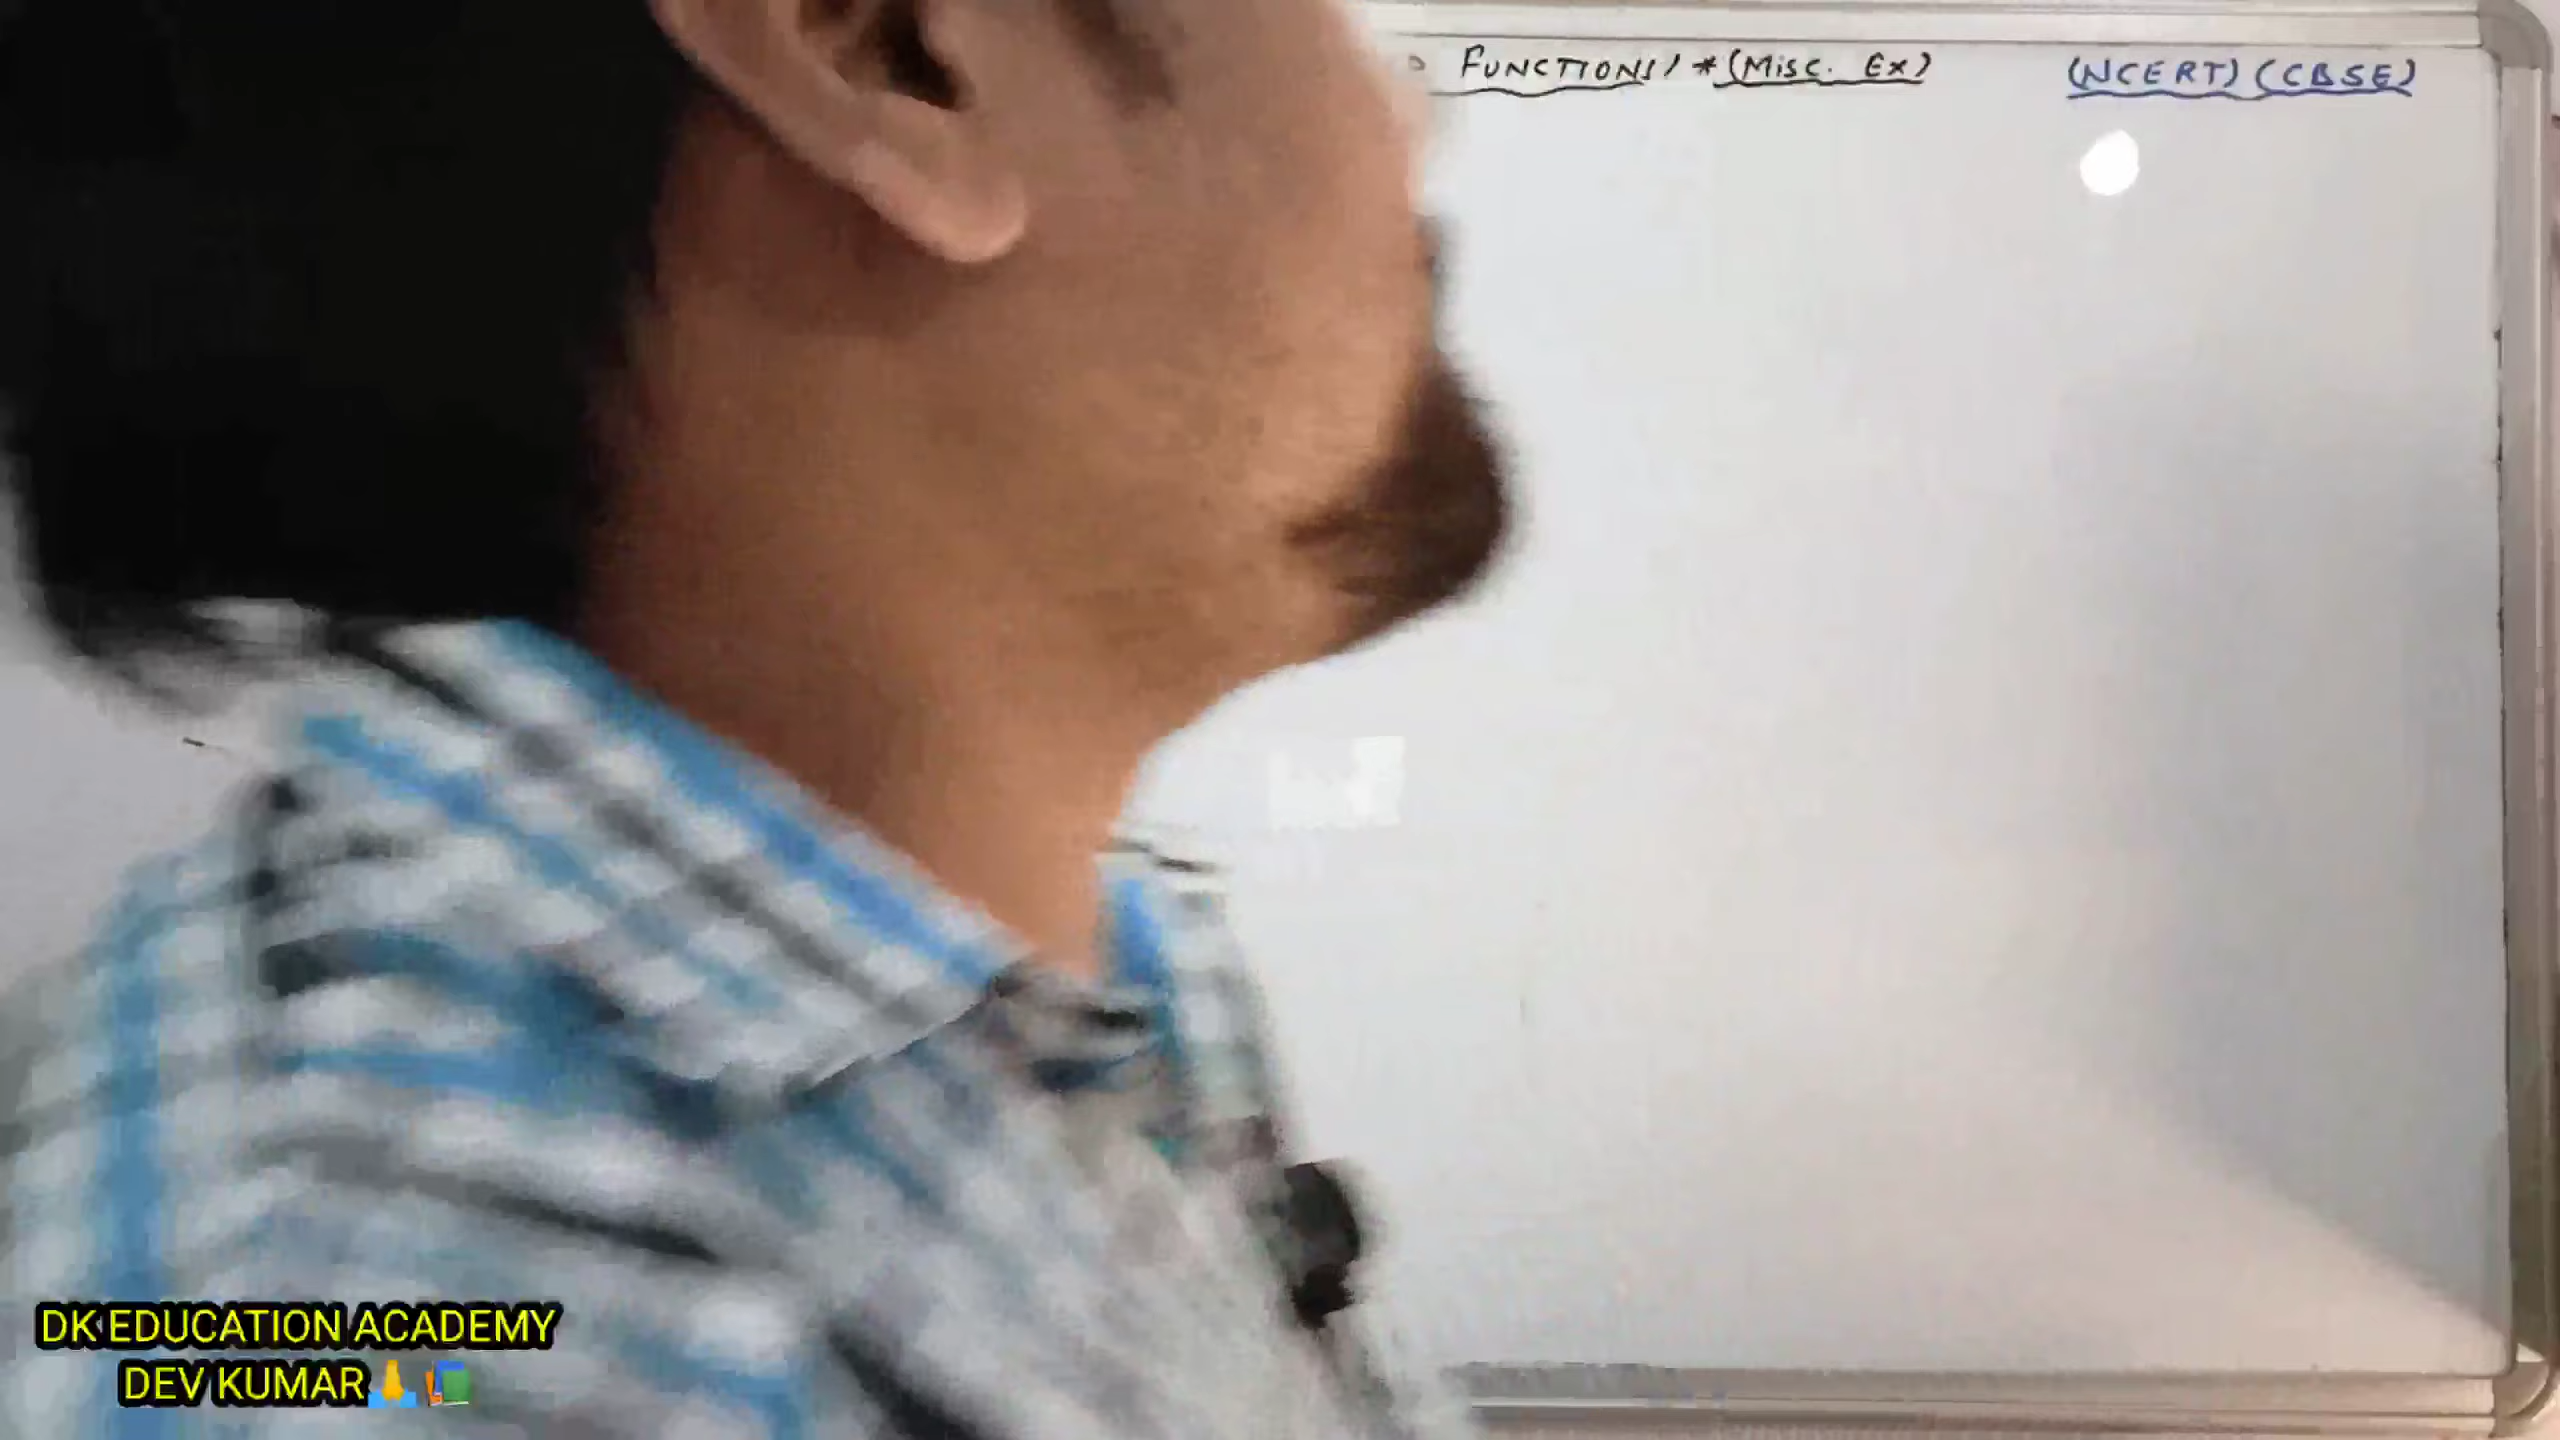 FUNCTIONS) *(Misc. Ex) (NCERT) (CBSE)
DK EDUCATION ACADEMY
DEV KUMAR🙏📚